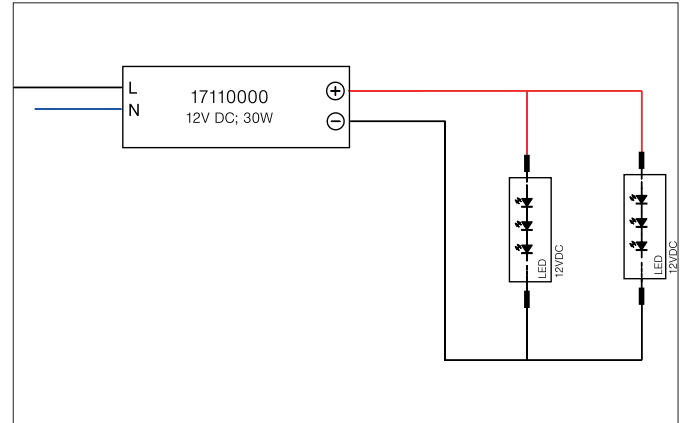 L
17110000
12V DC; 30W
N
+
−
LED
12VDC
LED
12VDC